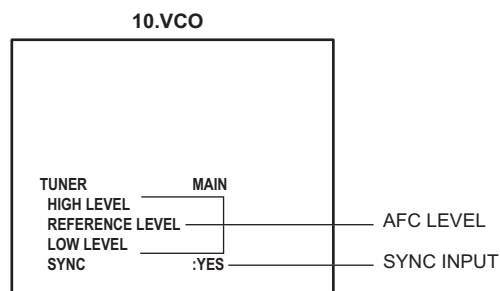 10.VCO
TUNER MAIN
HIGH LEVEL
REFERENCE LEVEL AFC LEVEL
LOW LEVEL
SYNC :YES SYNC INPUT